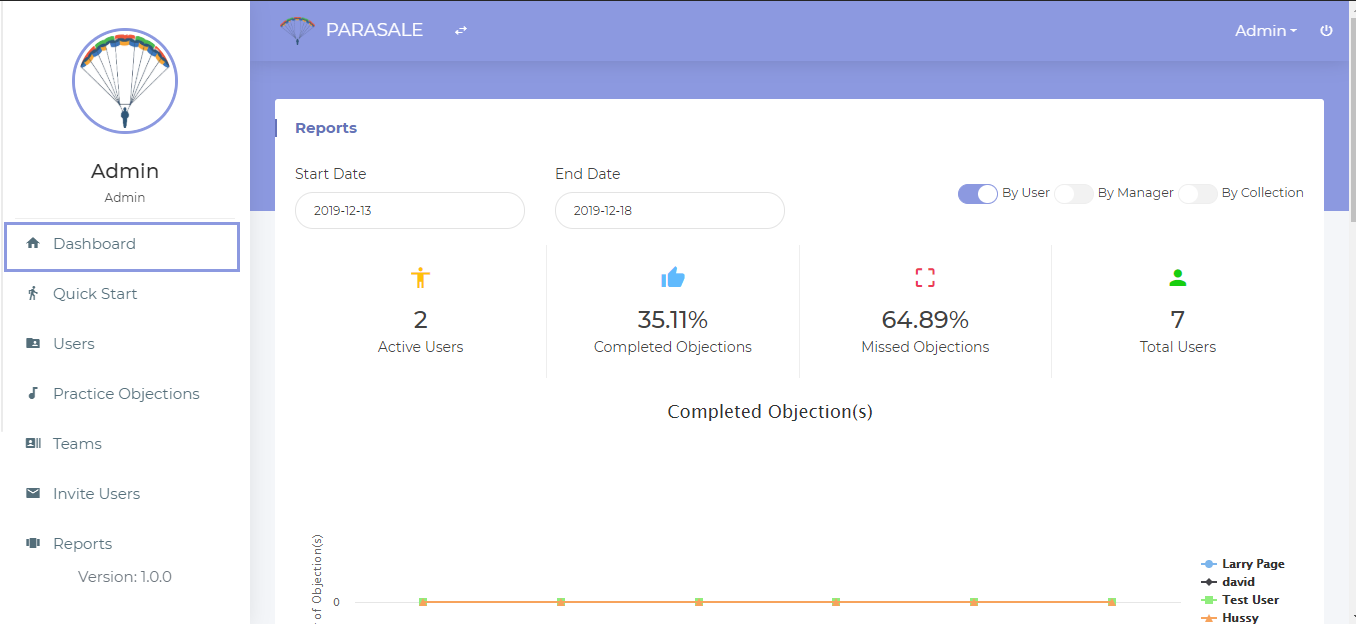 PARASALE
Admin
Admin
Admin
Dashboard
Quick Start
Users
Practice Objections
Teams
Invite Users
Reports
Version: 1.0.0
Reports
Start Date
End Date
2019-12-13
2019-12-18
By User
By Manager
By Collection
2
Active Users
35.11%
Completed Objections
64.89%
Missed Objections
7
Total Users
Completed Objection(s)
of Objection(s)
0
Larry Page
david
Test User
Hussy